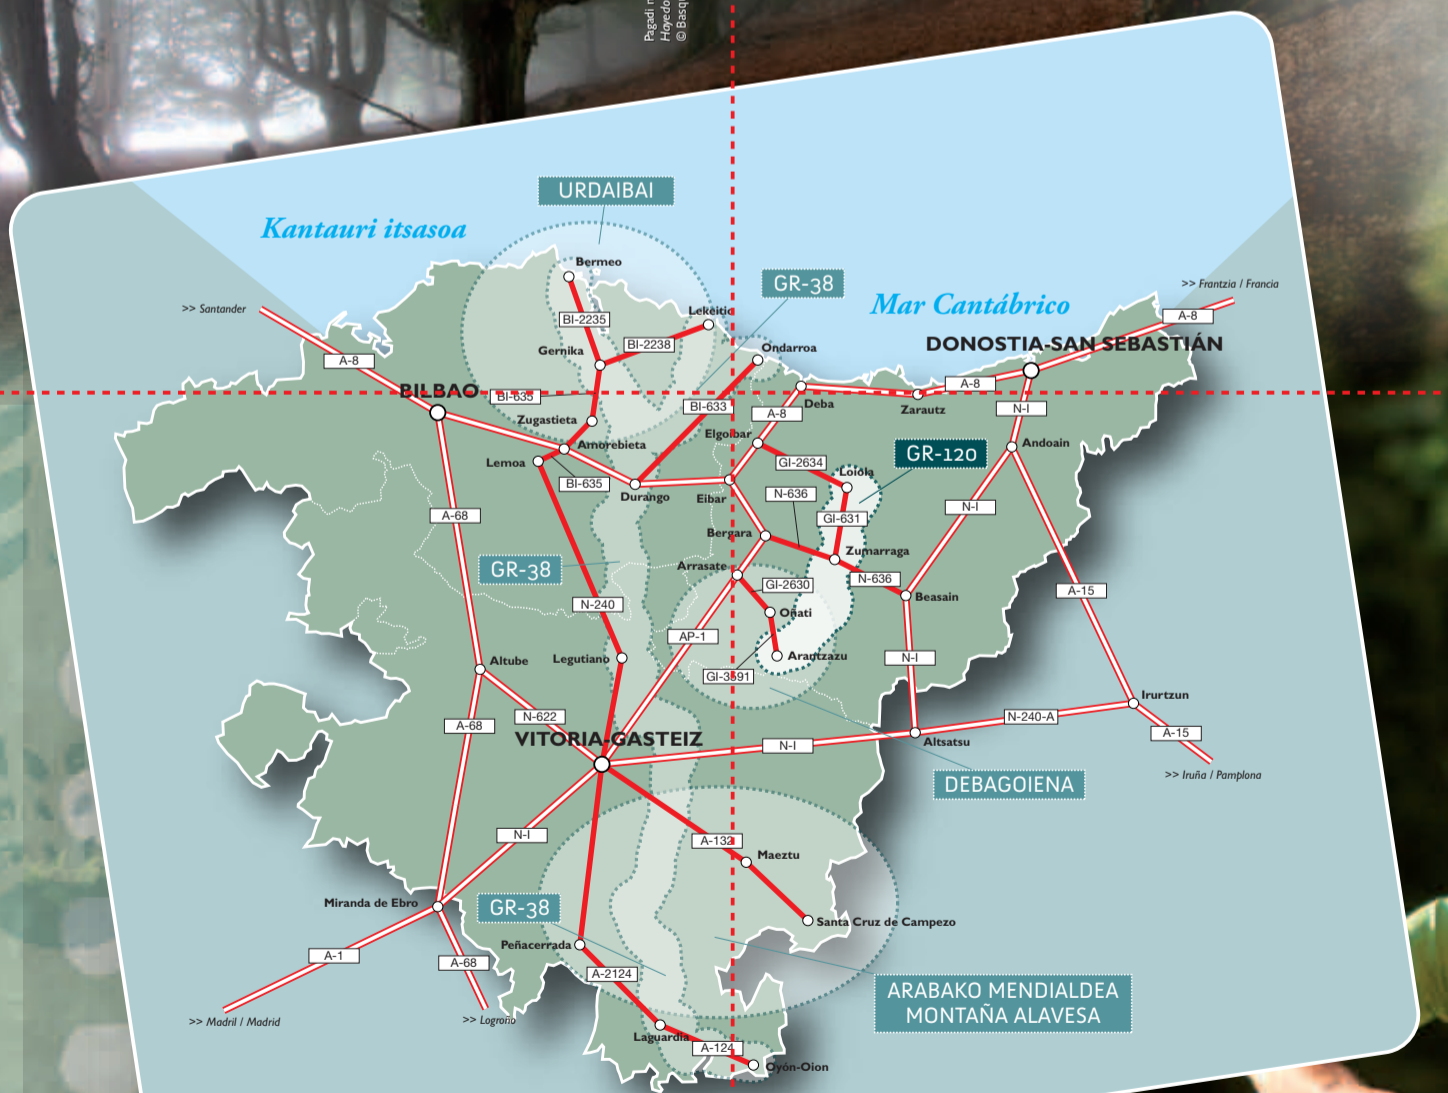 Pagadi
Hayedo
© Basq
URDAIBAI
Kantauri itsasoa
Bermeo
GR-38
>> Frantzia / Francia
Mar Cantábrico
>> Santander
Lekeitio
BI-2235
A-8
DONOSTIA-SAN SEBASTIÁN
Gernika
BI-2238
Ondarroa
A-8
BILBAO
BI-635
A-8
BI-633
Deba
Zarautz
N-I
A-8
Zugastieta
Elgoibar
Amorebieta
Andoain
Lemoa
GR-120
GI-2634
Loiola
BI-635
Durango
Eibar
N-636
N-I
A-68
GI-631
Bergara
Zumarraga
Arrasate
GR-38
N-636
GI-2630
A-15
Beasain
N-240
Oñati
AP-1
Legutiano
Arantzazu
N-I
Altube
GI-3591
Irurtzun
N-622
A-68
N-240-A
VITORIA-GASTEIZ
N-I
Altsatsu
A-15
>> Iruña / Pamplona
DEBAGOIENA
N-I
A-132
Maeztu
Miranda de Ebro
GR-38
Santa Cruz de Campezo
Peñacerrada
A-1
A-68
A-2124
ARABAKO MENDIALDEA
MONTAÑA ALAVESA
>> Madril / Madrid
>> Logroño
Laguardia
A-124
Oyón-Oion